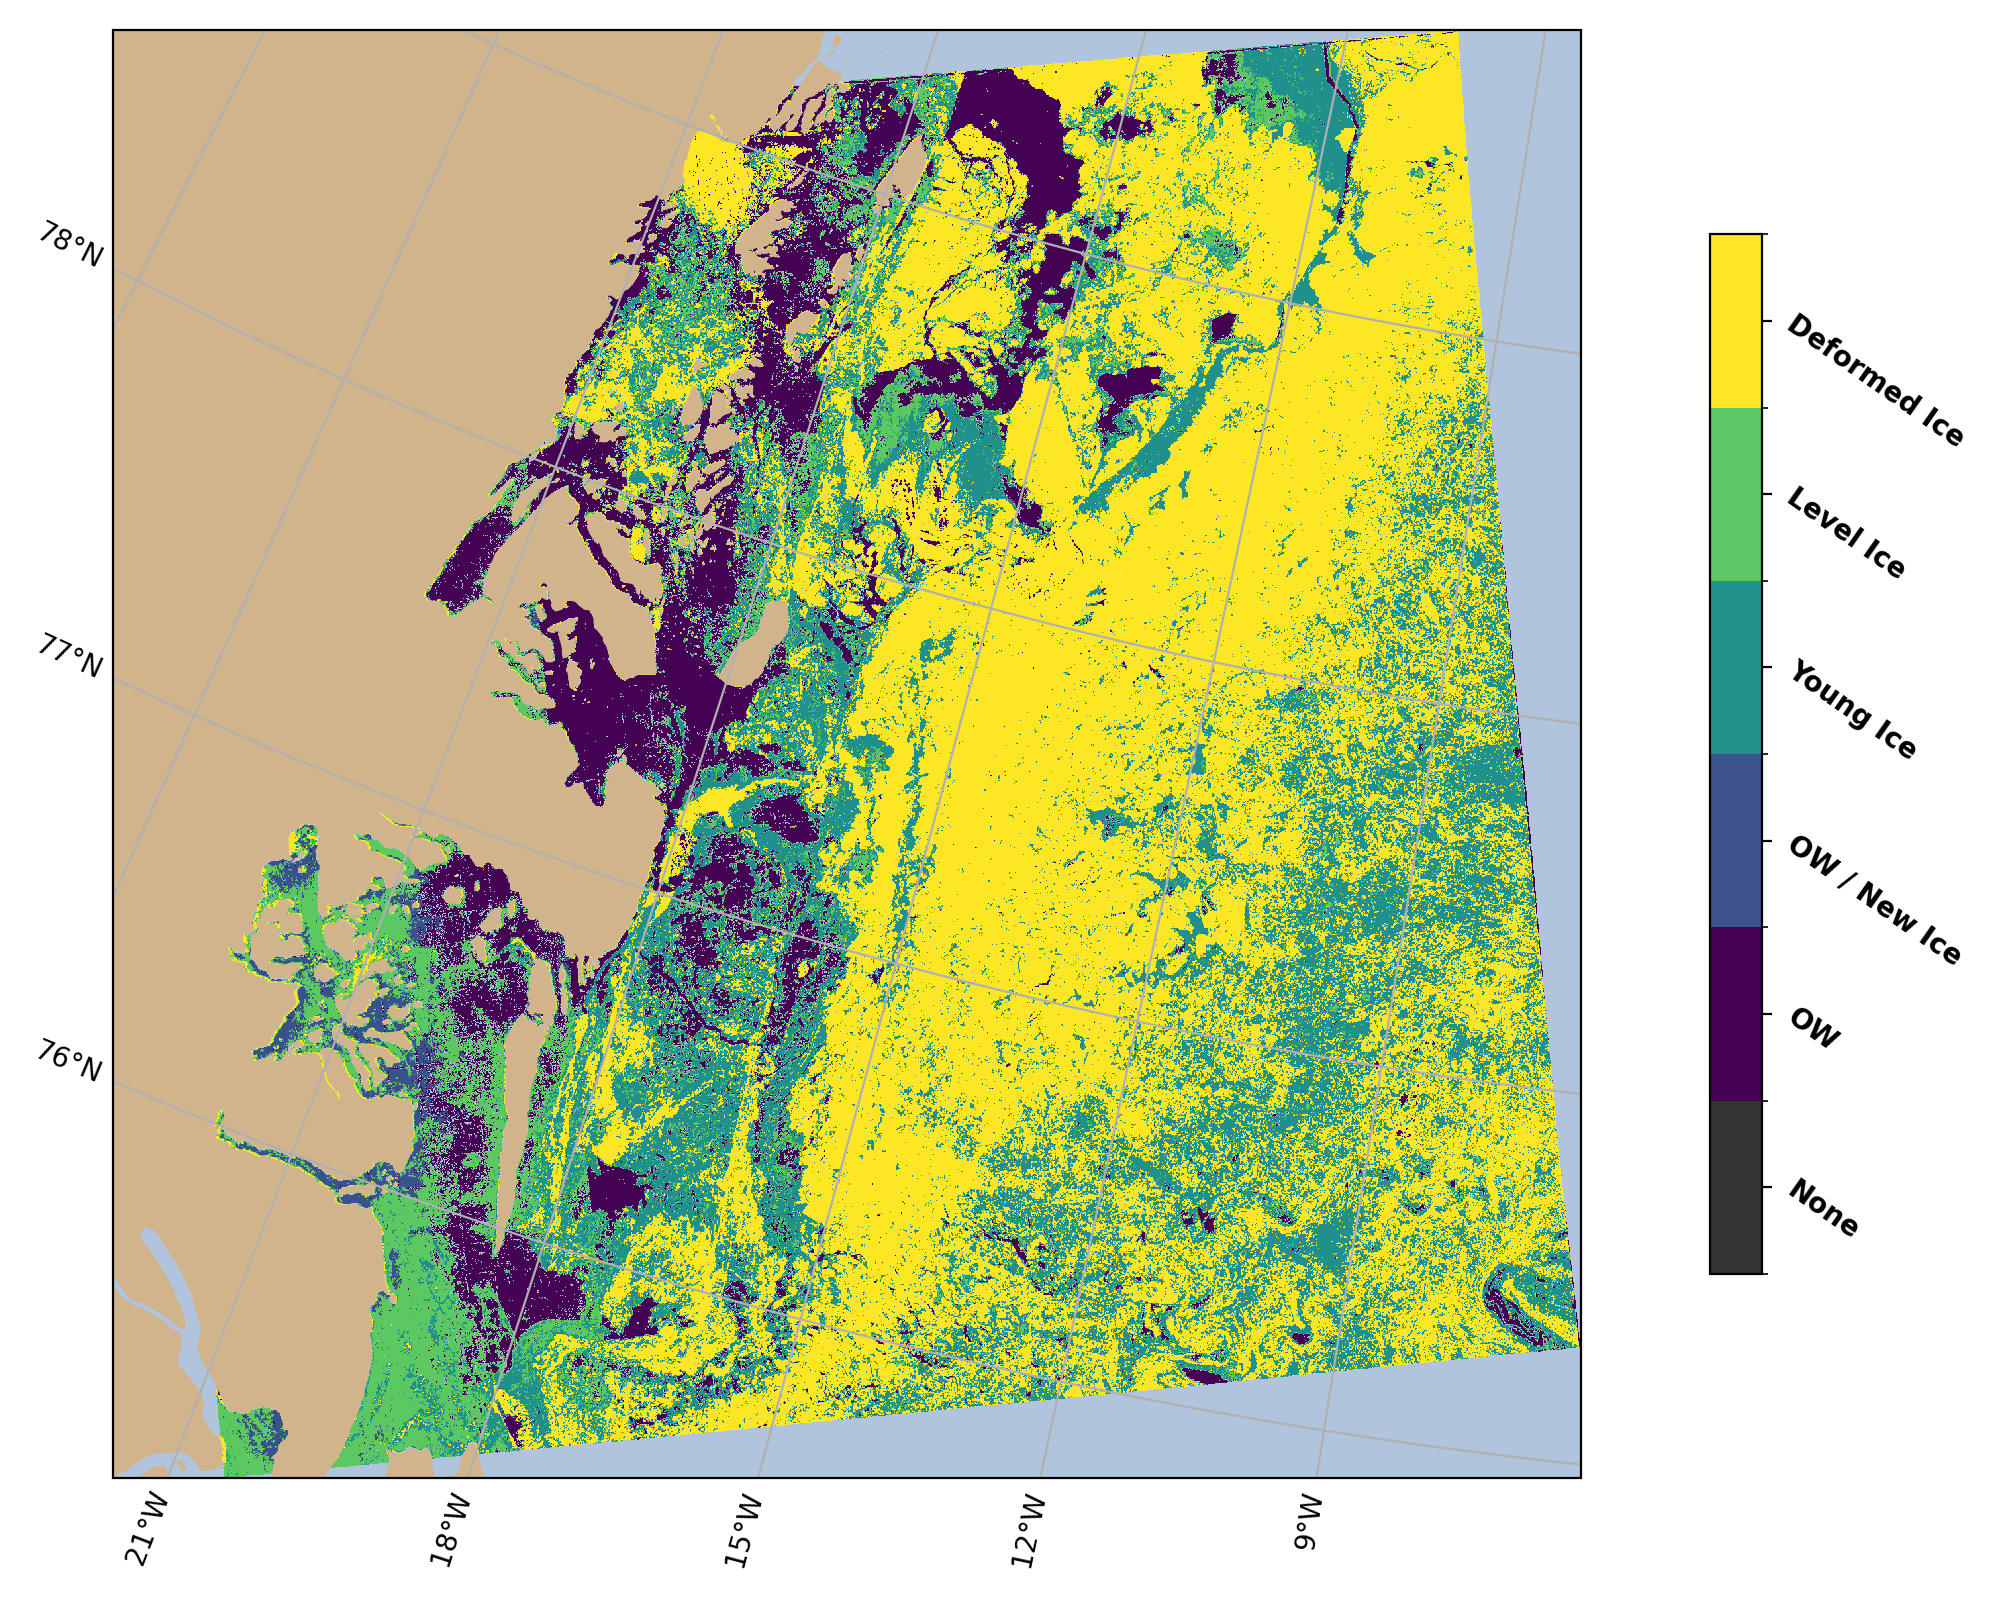 78°N
77°N
76°N
21°W
18°W
15°W
12°W
9°W
Deformed Ice
Level Ice
Young Ice
OW / New Ice
OW
None